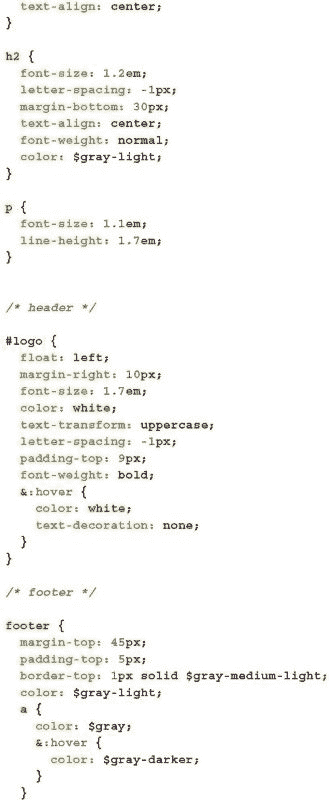 text-align: center;
}

h2 {
  font-size: 1.2em;
  letter-spacing: -1px;
  margin-bottom: 30px;
  text-align: center;
  font-weight: normal;
  color: $gray-light;
}

p {
  font-size: 1.1em;
  line-height: 1.7em;
}


/* header */

#logo {
  float: left;
  margin-right: 10px;
  font-size: 1.7em;
  color: white;
  text-transform: uppercase;
  letter-spacing: -1px;
  padding-top: 9px;
  font-weight: bold;
  &:hover {
    color: white;
    text-decoration: none;
  }
}

/* footer */

footer {
  margin-top: 45px;
  padding-top: 5px;
  border-top: 1px solid $gray-medium-light;
  color: $gray-light;
  a {
    color: $gray;
    &:hover {
      color: $gray-darker;
    }
  }